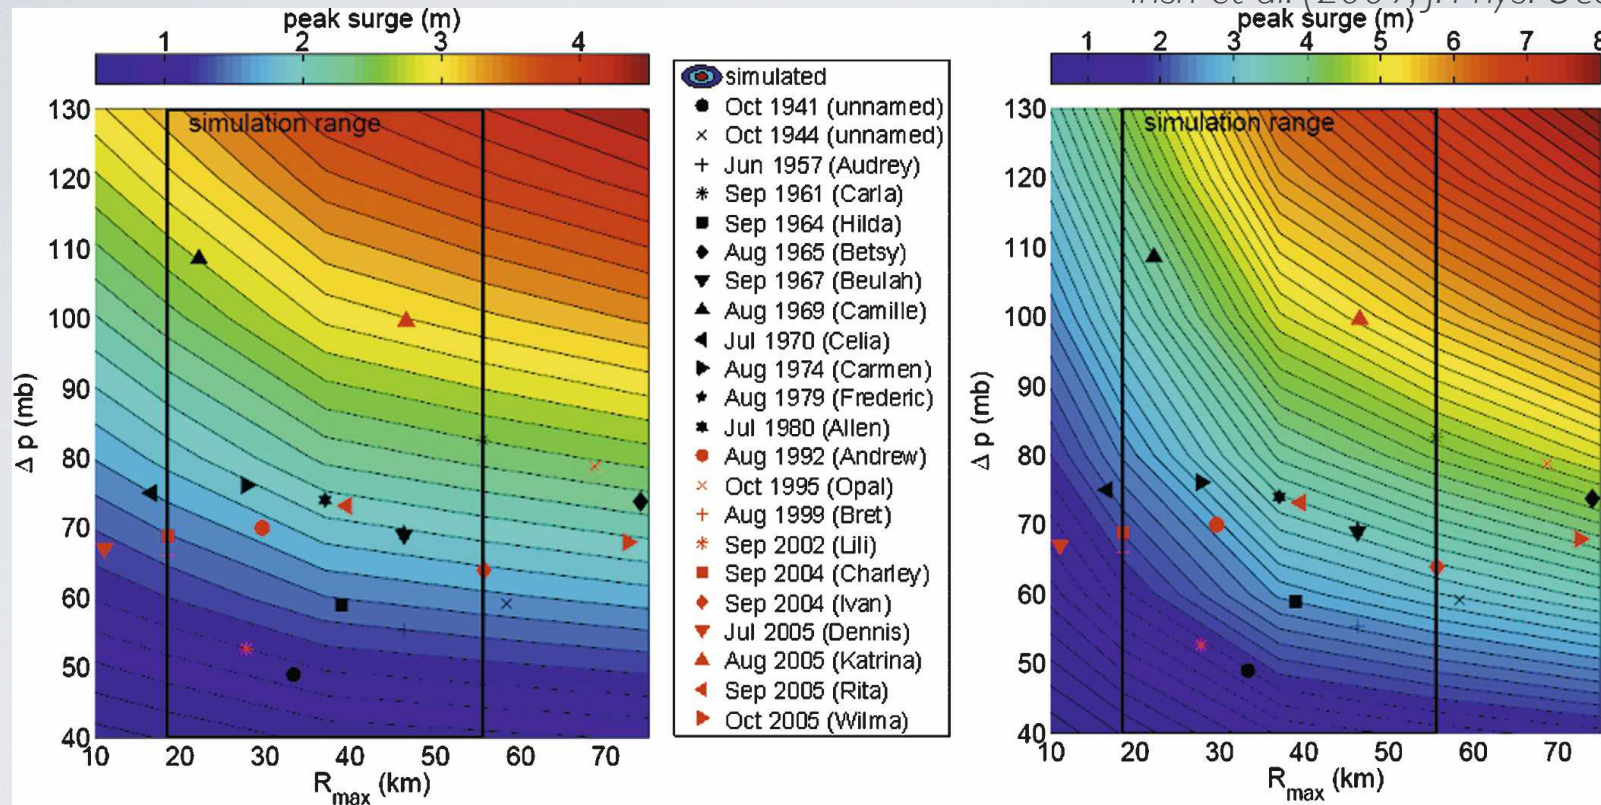 peak surge (m)
1 2 3 4
130
120
110
100
90
80
70
60
50
40
Δ p (mb)
simulation range
10 20 30 40 50 60 70
Rmax (km)
simulated
Oct 1941 (unnamed)
Oct 1944 (unnamed)
Jun 1957 (Audrey)
Sep 1961 (Carla)
Sep 1964 (Hilda)
Aug 1965 (Betsy)
Sep 1967 (Beulah)
Aug 1969 (Camille)
Jul 1970 (Celia)
Aug 1974 (Carmen)
Aug 1979 (Frederic)
Jul 1980 (Allen)
Aug 1992 (Andrew)
Oct 1995 (Opal)
Aug 1999 (Bret)
Sep 2002 (Lili)
Sep 2004 (Charley)
Sep 2004 (Ivan)
Jul 2005 (Dennis)
Aug 2005 (Katrina)
Sep 2005 (Rita)
Oct 2005 (Wilma)
peak surge (m)
1 2 3 4 5 6 7 8
130
120
110
100
90
80
70
60
50
40
Δ p (mb)
simulation range
10 20 30 40 50 60 70
Rmax (km)